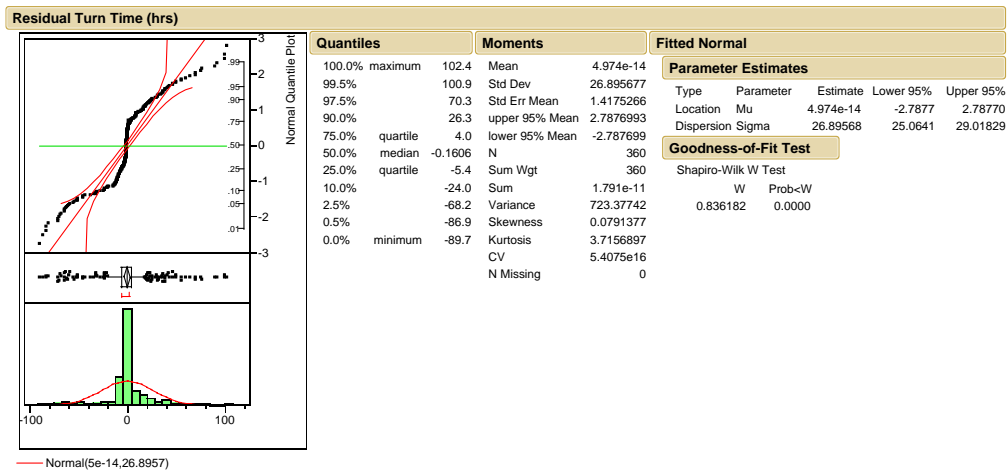 Residual Turn Time (hrs)
3
2
1
0
-1
-2
-3
.99
.95
.90
.75
.50
.25
.10
.05
.01
Normal Quantile Plot
-100 0 100
Normal(5e-14,26.8957)
Quantiles
100.0% maximum 102.4
99.5% 100.9
97.5% 70.3
90.0% 26.3
75.0% quartile 4.0
50.0% median -0.1606
25.0% quartile -5.4
10.0% -24.0
2.5% -68.2
0.5% -86.9
0.0% minimum -89.7
Moments
Mean 4.974e-14
Std Dev 26.895677
Std Err Mean 1.4175266
upper 95% Mean 2.7876993
lower 95% Mean -2.787699
N 360
Sum Wgt 360
Sum 1.791e-11
Variance 723.37742
Skewness 0.0791377
Kurtosis 3.7156897
CV 5.4075e16
N Missing 0
Fitted Normal
Parameter Estimates
Type Parameter Estimate Lower 95% Upper 95%
Location Mu 4.974e-14 -2.7877 2.78770
Dispersion Sigma 26.89568 25.0641 29.01829
Goodness-of-Fit Test
Shapiro-Wilk W Test
W Prob<W
0.836182 0.0000